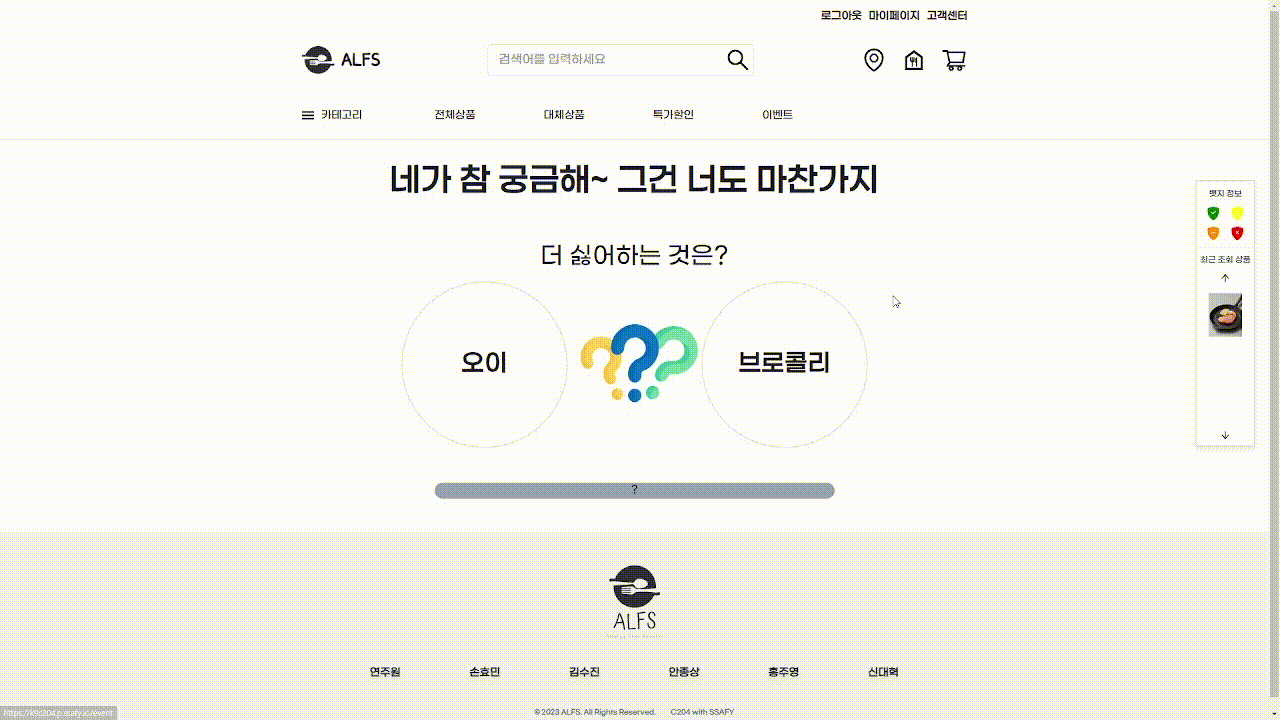 로그아웃 마이페이지 고객센터
ALFS
검색어를 입력하세요
카테고리 전체상품 대체상품 특가할인 이벤트
네가 참 궁금해~ 그건 너도 마찬가지
더 싫어하는 것은?
오이
브로콜리
?
뱃지 정보
최근 조회 상품
ALFS
연주원 손효민 김수진 안종상 홍주영 신대혁
© 2023 ALFS. All Rights Reserved. C204 with SSAFY
https://k9c204.p.ssafy.io/event